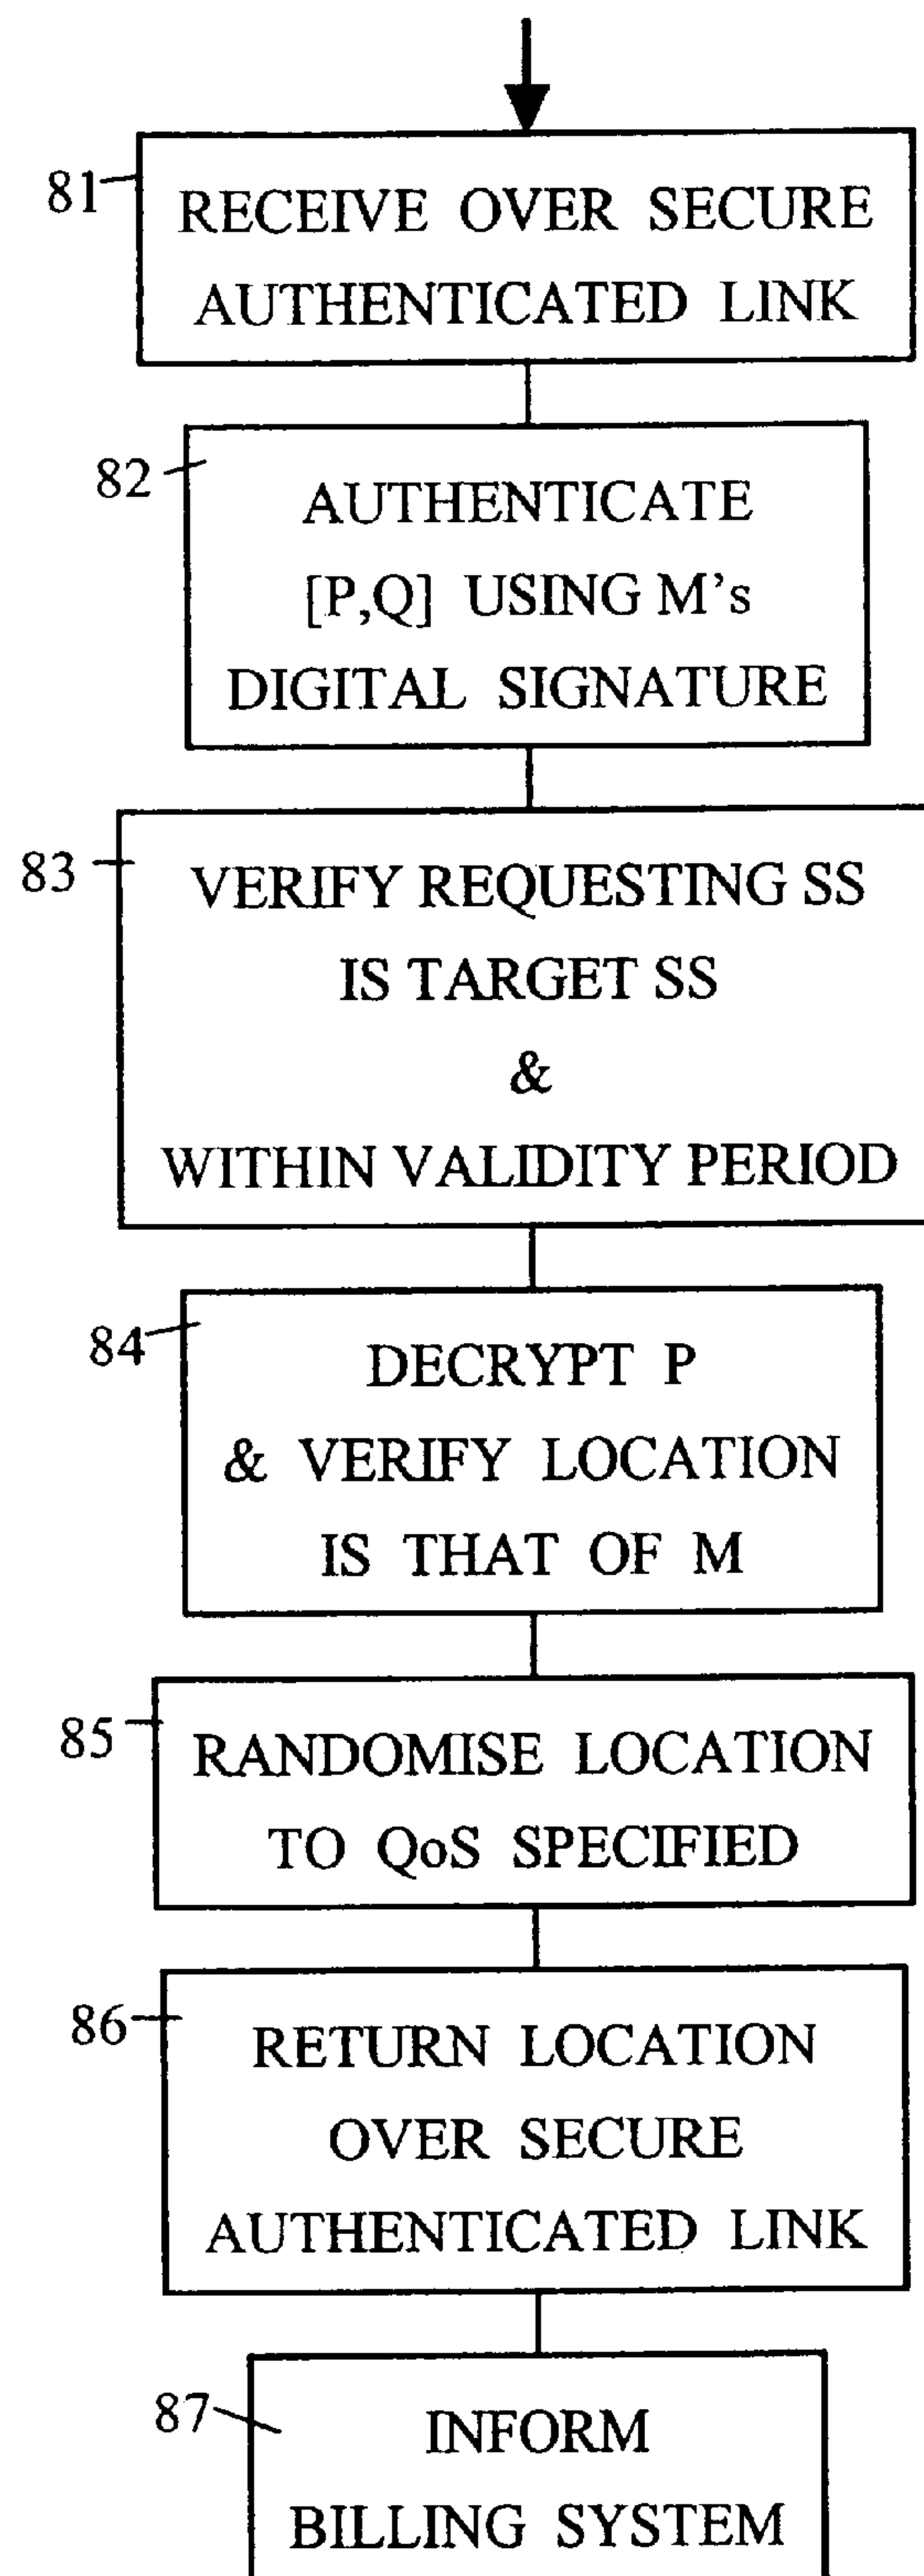 81
RECEIVE OVER SECURE
AUTHENTICATED LINK
82
AUTHENTICATE
[P,Q] USING M's
DIGITAL SIGNATURE
83
VERIFY REQUESTING SS
IS TARGET SS
&
WITHIN VALIDITY PERIOD
84
DECRYPT P
& VERIFY LOCATION
IS THAT OF M
85
RANDOMISE LOCATION
TO QoS SPECIFIED
86
RETURN LOCATION
OVER SECURE
AUTHENTICATED LINK
87
INFORM
BILLING SYSTEM